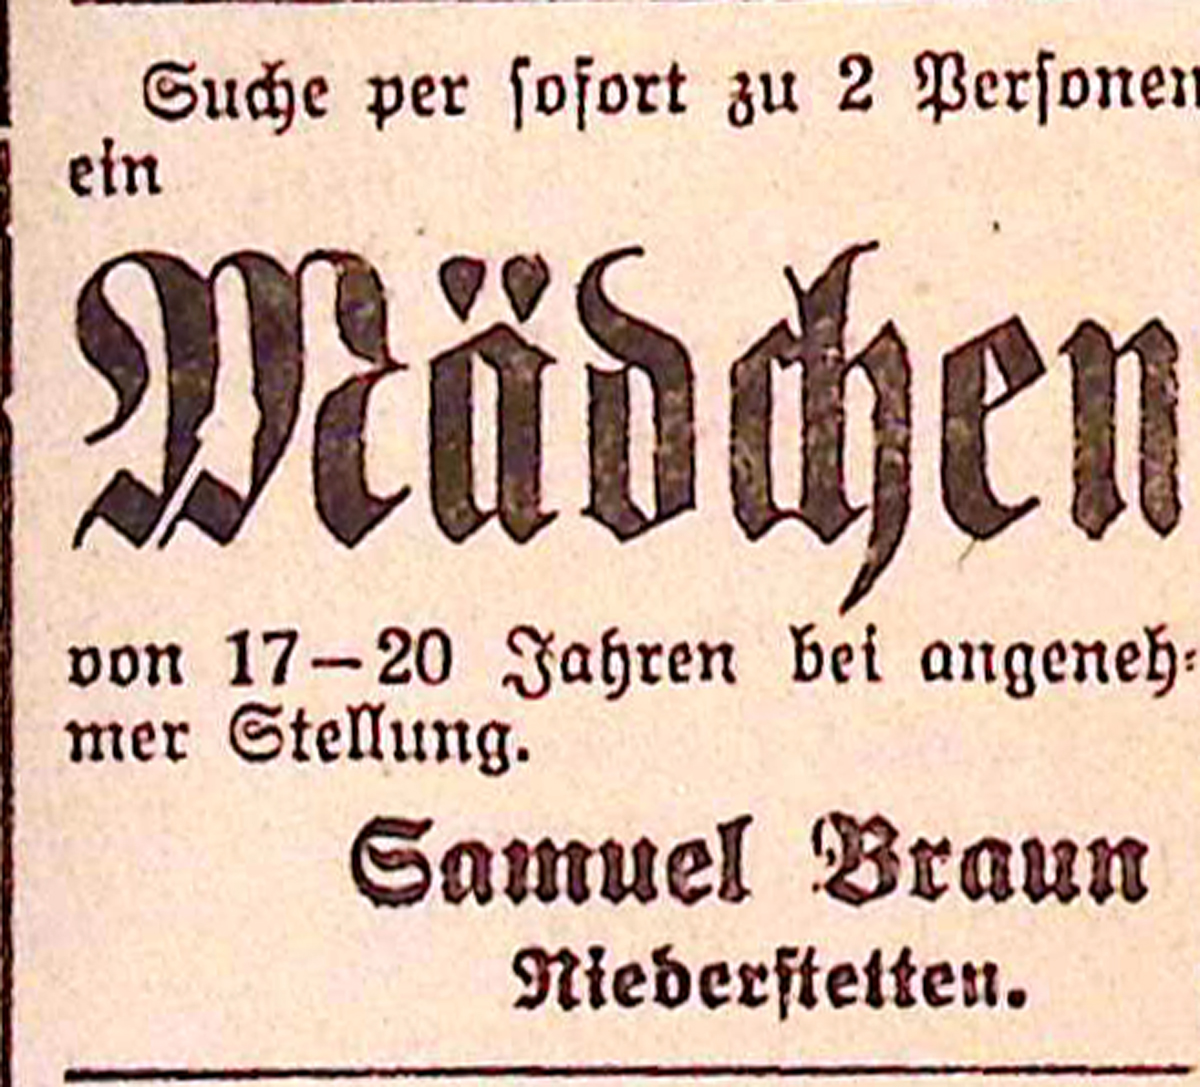 Suche per sofort zu 2 Personen
ein
Mädchen
von 17—20 Jahren bei angeneh-
mer Stellung.
Samuel Braun
Niederstetten.